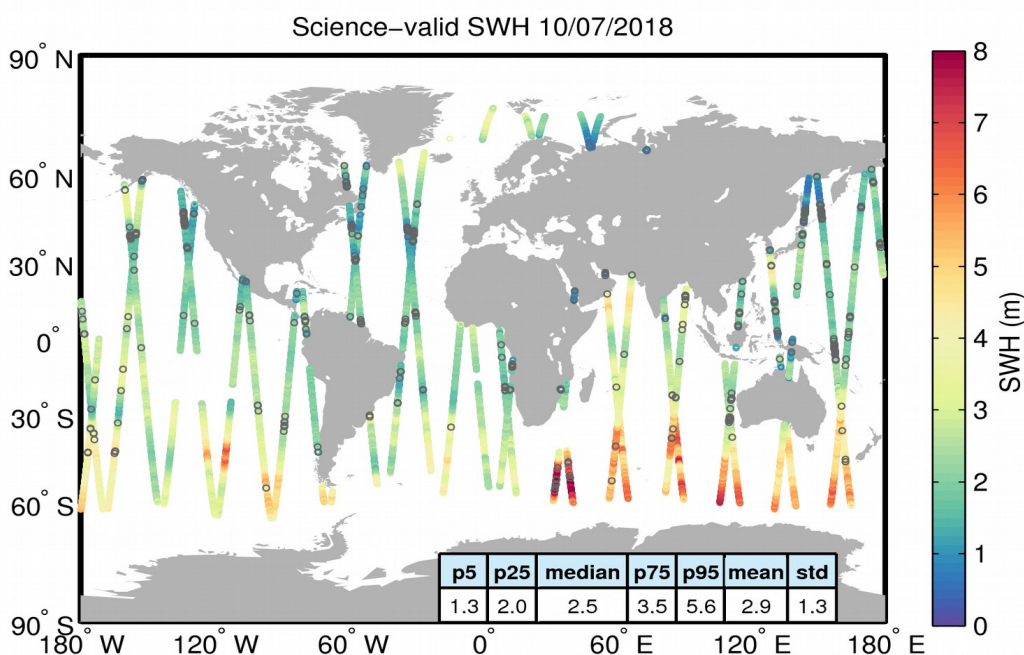 Science-valid SWH 10/07/2018
90° N
60° N
30° N
0°
30° S
60° S
90° S
180° W
120° W
60° W
0°
60° E
120° E
180° E
p5 p25 median p75 p95 mean std
1.3 2.0 2.5 3.5 5.6 2.9 1.3
8
7
6
5
4
3
2
1
0
SWH (m)